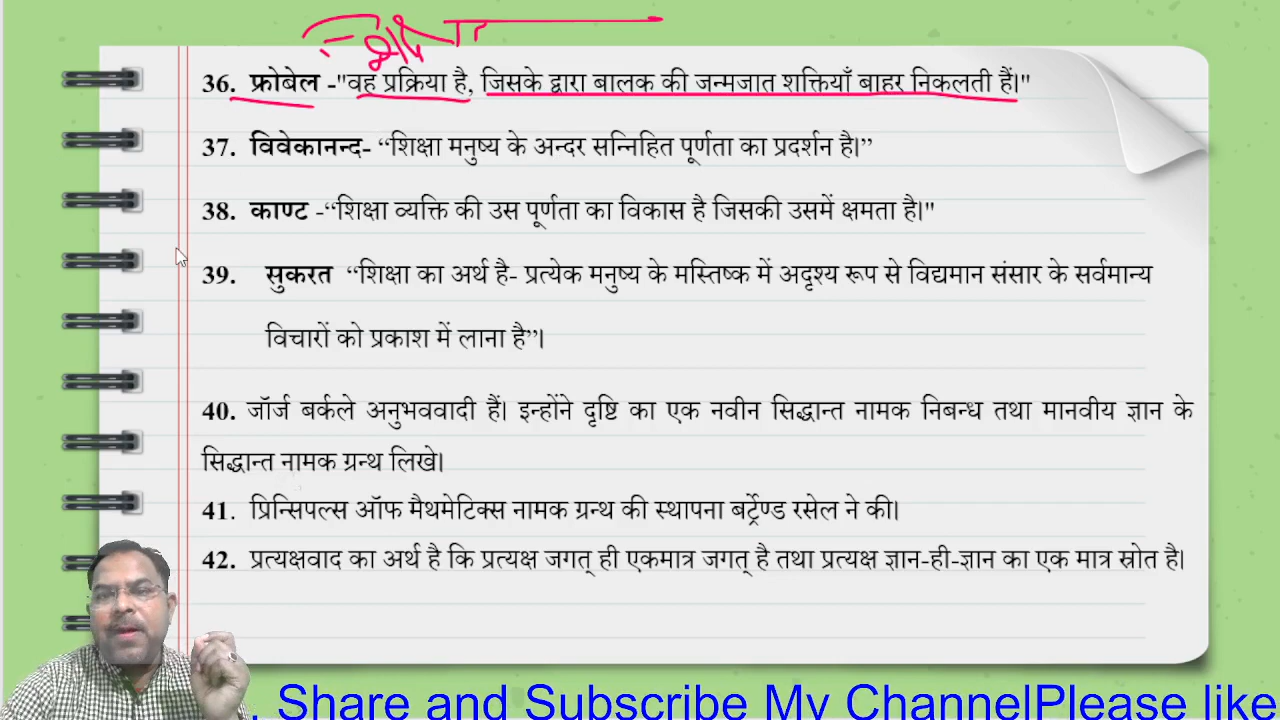 36. फ्रोबेल -"वह प्रक्रिया है, जिसके द्वारा बालक की जन्मजात शक्तियाँ बाहर निकलती हैं।"
37. विवेकानन्द- “शिक्षा मनुष्य के अन्दर सन्निहित पूर्णता का प्रदर्शन है।”
38. काण्ट -“शिक्षा व्यक्ति की उस पूर्णता का विकास है जिसकी उसमें क्षमता है।"
39. सुकरत “शिक्षा का अर्थ है- प्रत्येक मनुष्य के मस्तिष्क में अदृश्य रूप से विद्यमान संसार के सर्वमान्य
विचारों को प्रकाश में लाना है”।
40. जॉर्ज बर्कले अनुभववादी हैं। इन्होंने दृष्टि का एक नवीन सिद्धान्त नामक निबन्ध तथा मानवीय ज्ञान के
सिद्धान्त नामक ग्रन्थ लिखे।
41. प्रिन्सिपल्स ऑफ मैथमेटिक्स नामक ग्रन्थ की स्थापना बर्ट्रेण्ड रसेल ने की।
42. प्रत्यक्षवाद का अर्थ है कि प्रत्यक्ष जगत् ही एकमात्र जगत् है तथा प्रत्यक्ष ज्ञान-ही-ज्ञान का एक मात्र स्रोत है।
. Share and Subscribe My ChannelPlease like